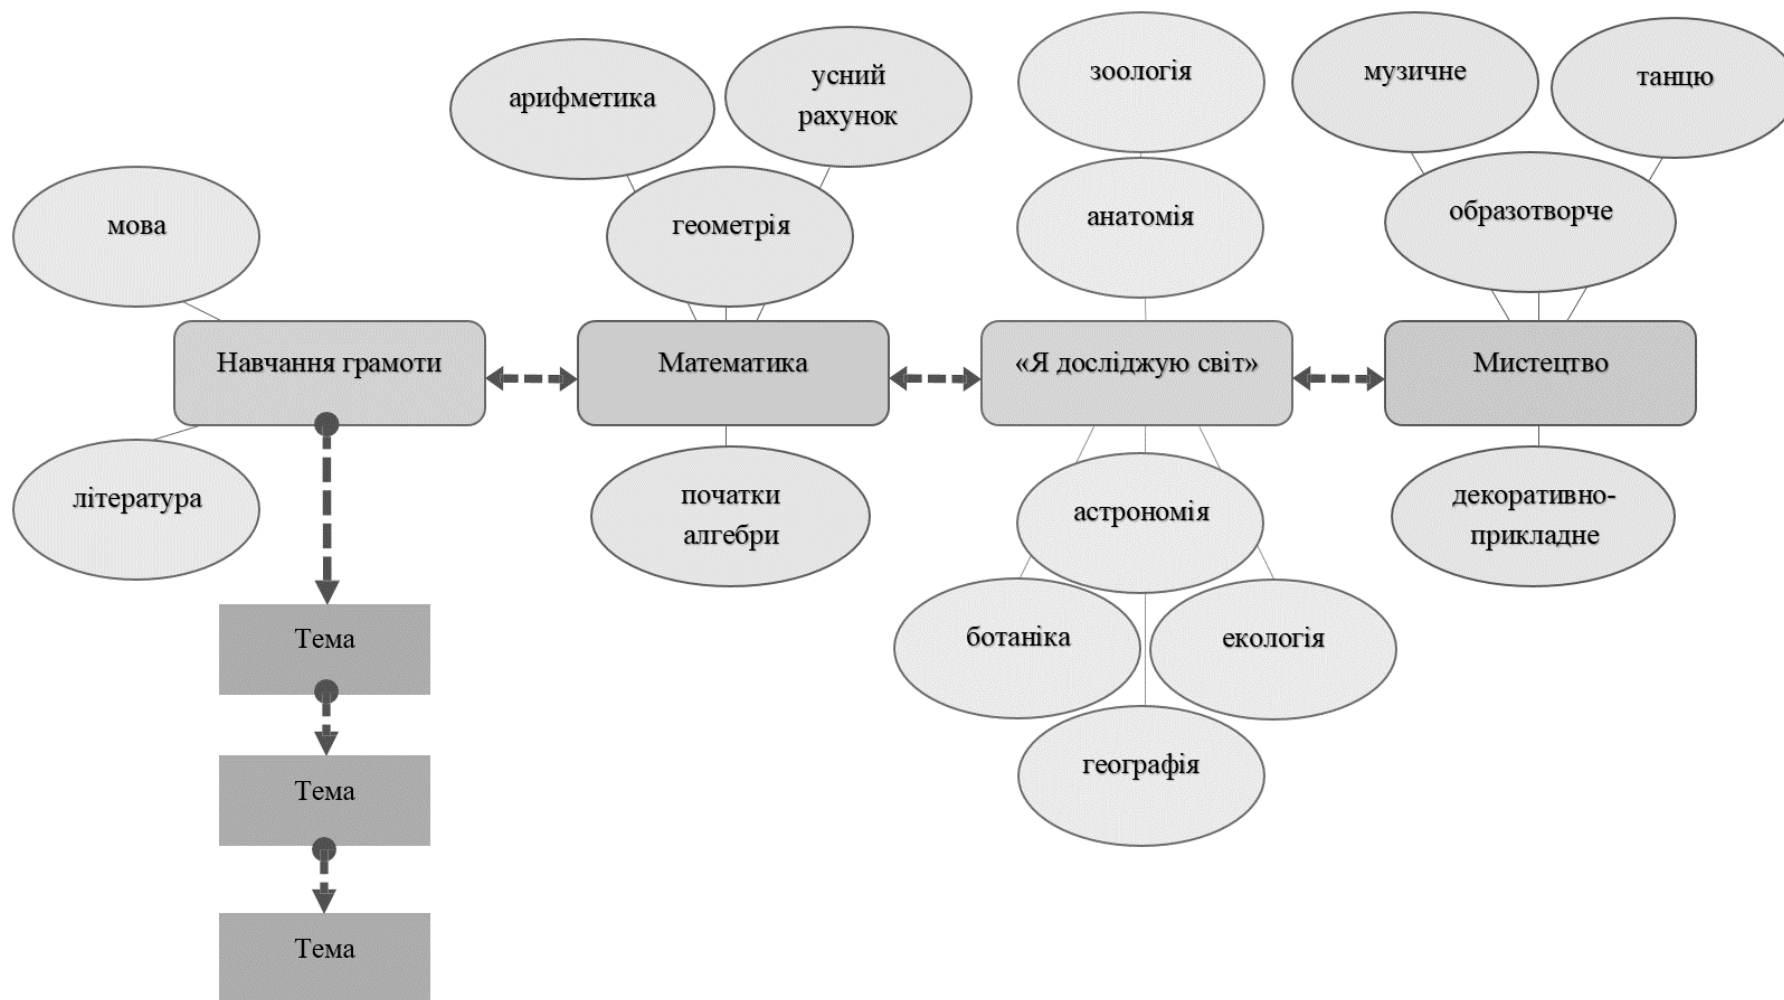 зоологія
музичне
танцю
усний
рахунок
арифметика
мова
геометрія
анатомія
образотворче
Навчання грамоти
Математика
«Я досліджую світ»
Мистецтво
література
початки
алгебри
астрономія
декоративно-
прикладне
ботаніка
екологія
Тема
географія
Тема
Тема